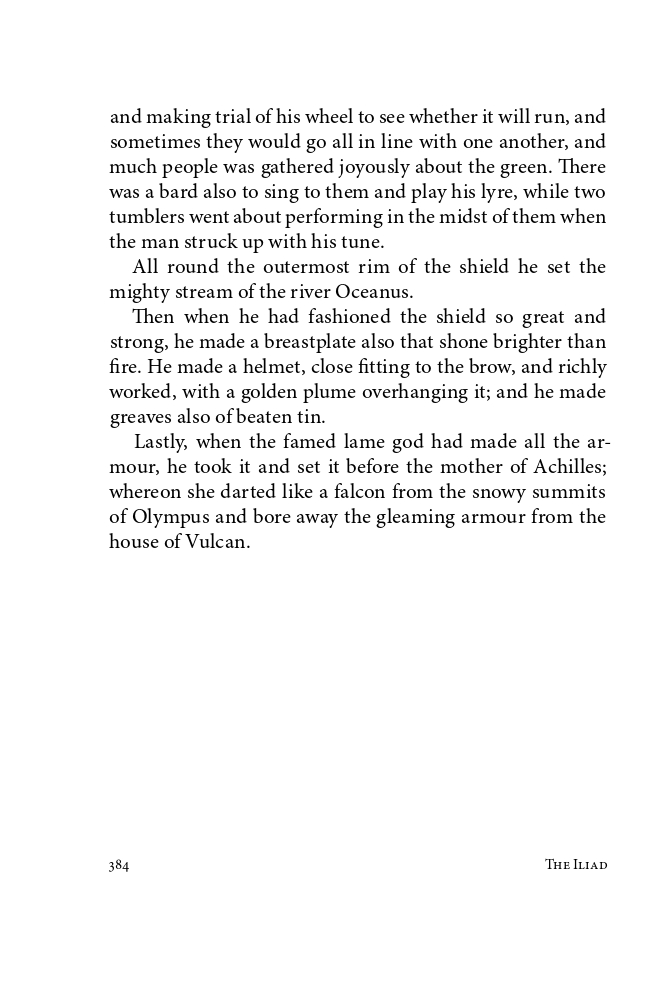 and making trial of his wheel to see whether it will run, and
sometimes they would go all in line with one another, and
much people was gathered joyously about the green. There
was a bard also to sing to them and play his lyre, while two
tumblers went about performing in the midst of them when
the man struck up with his tune.
All round the outermost rim of the shield he set the
mighty stream of the river Oceanus.
Then when he had fashioned the shield so great and
strong, he made a breastplate also that shone brighter than
fire. He made a helmet, close fitting to the brow, and richly
worked, with a golden plume overhanging it; and he made
greaves also of beaten tin.
Lastly, when the famed lame god had made all the ar-
mour, he took it and set it before the mother of Achilles;
whereon she darted like a falcon from the snowy summits
of Olympus and bore away the gleaming armour from the
house of Vulcan.
384 The Iliad